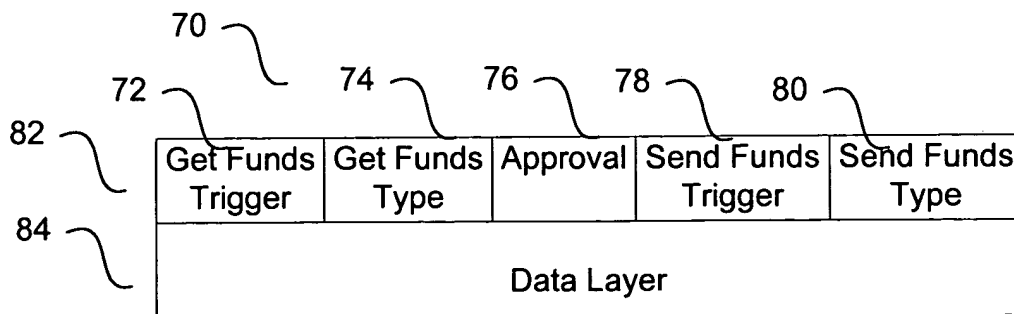 70
72
74
76
78
80
82
Get Funds Trigger
Get Funds Type
Approval
Send Funds Trigger
Send Funds Type
84
Data Layer